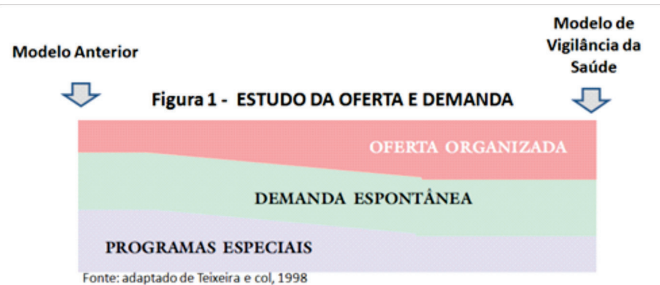 Modelo Anterior
Modelo de
Vigilância da
Saúde
Figura 1 - ESTUDO DA OFERTA E DEMANDA
OFERTA ORGANIZADA
DEMANDA ESPONTÂNEA
PROGRAMAS ESPECIAIS
Fonte: adaptado de Teixeira e col, 1998